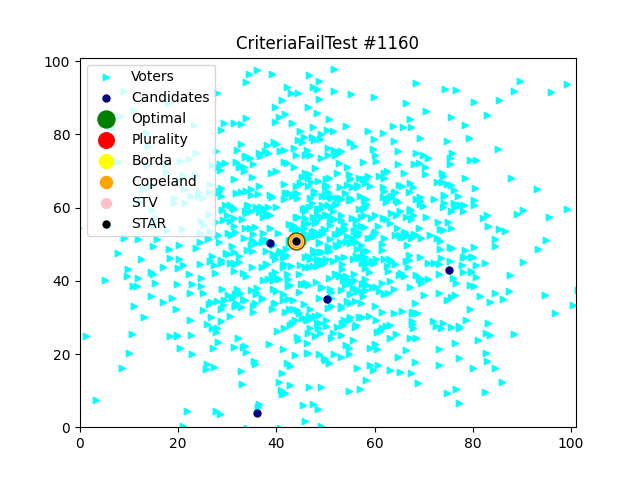 CriteriaFailTest #1160
100
80
60
40
20
0
Voters
Candidates
Optimal
Plurality
Borda
Copeland
STV
STAR
0 20 40 60 80 100